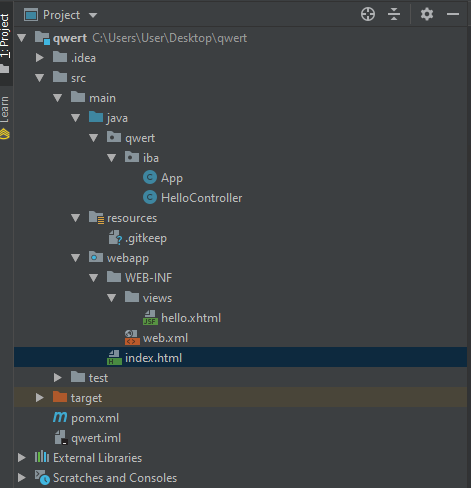 Project
1: Project
Learn
qwert C:\Users\User\Desktop\qwert
.idea
src
main
java
qwert
iba
App
HelloController
resources
.gitkeep
webapp
WEB-INF
views
hello.xhtml
web.xml
index.html
test
target
pom.xml
qwert.iml
External Libraries
Scratches and Consoles